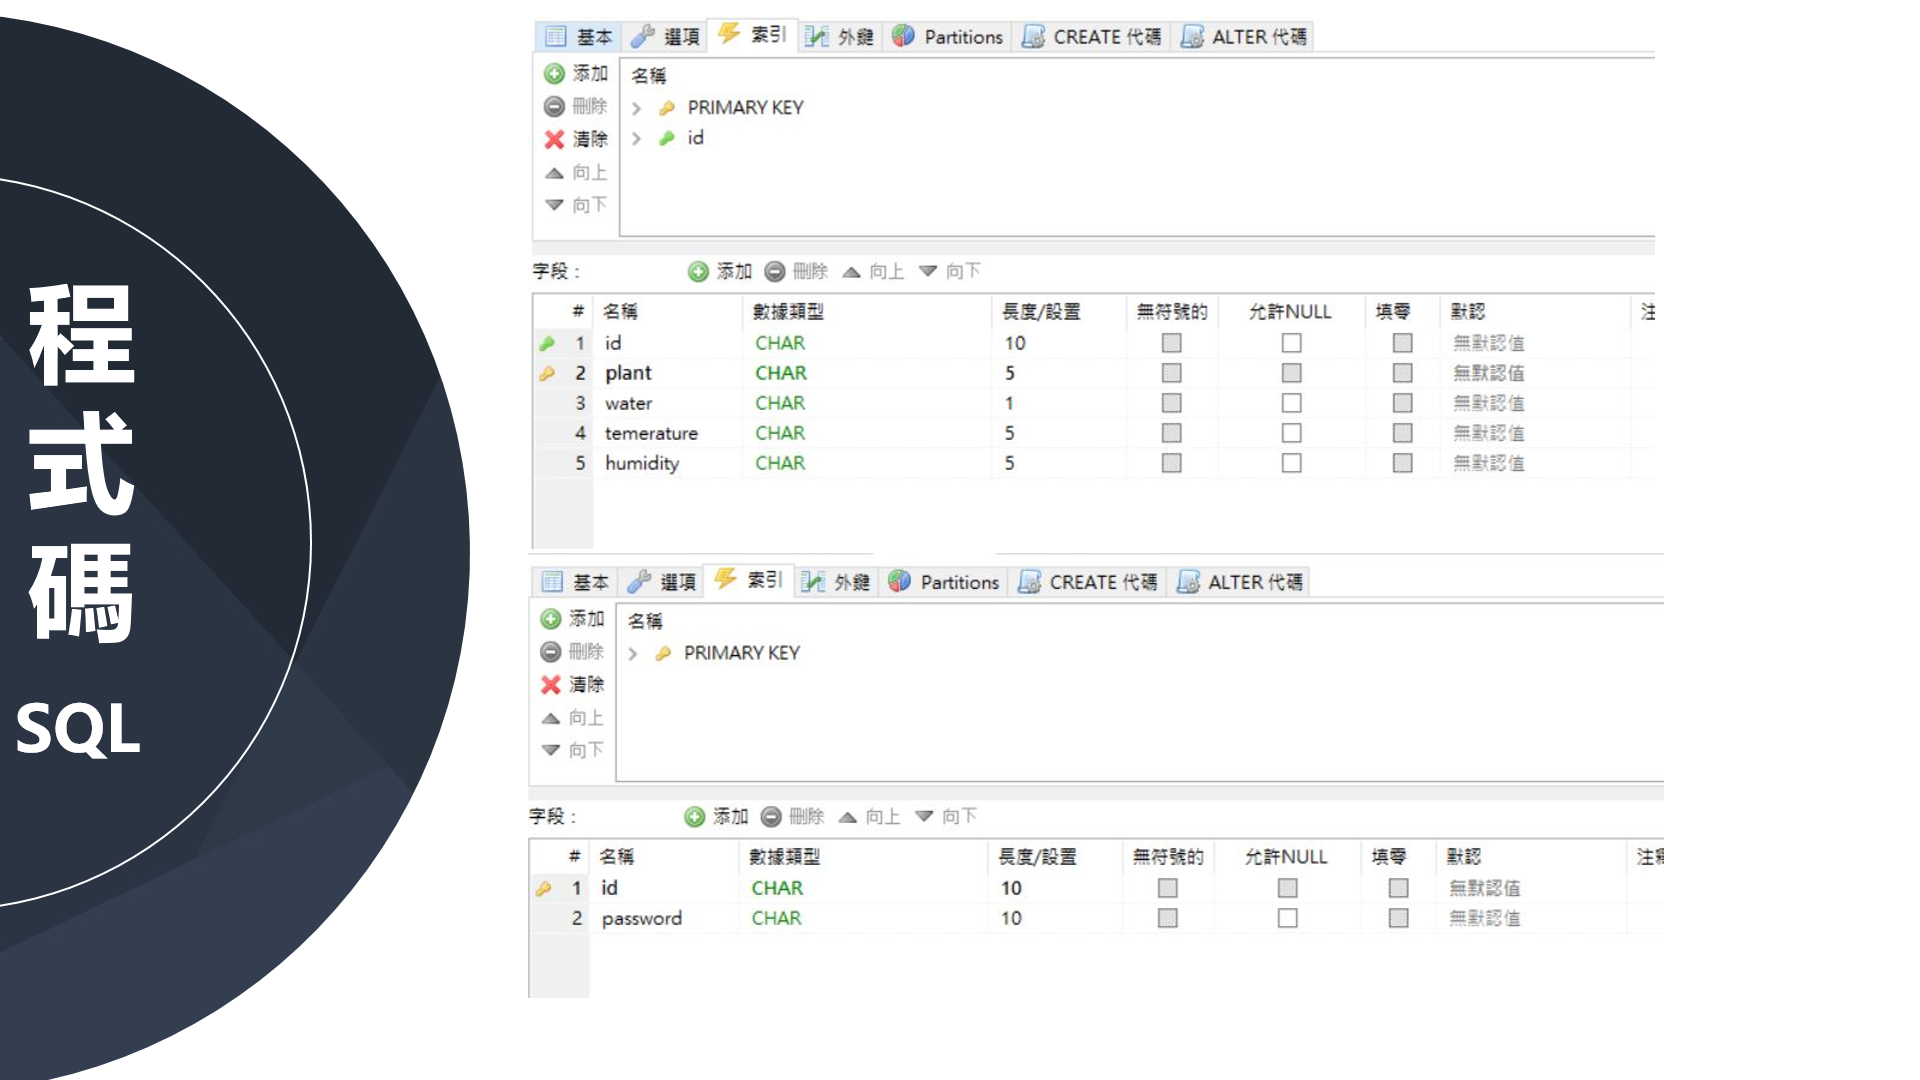 程
式
碼
SQL
基本 選項 索引 外鍵 Partitions CREATE 代碼 ALTER 代碼
添加 名稱
刪除 PRIMARY KEY
清除 id
向上
向下
字段： 添加 刪除 向上 向下
# 名稱 數據類型 長度/設置 無符號的 允許NULL 填零 默認 注
1 id CHAR 10 無默認值
2 plant CHAR 5 無默認值
3 water CHAR 1 無默認值
4 temerature CHAR 5 無默認值
5 humidity CHAR 5 無默認值
基本 選項 索引 外鍵 Partitions CREATE 代碼 ALTER 代碼
添加 名稱
刪除 PRIMARY KEY
清除
向上
向下
字段： 添加 刪除 向上 向下
# 名稱 數據類型 長度/設置 無符號的 允許NULL 填零 默認 注
1 id CHAR 10 無默認值
2 password CHAR 10 無默認值